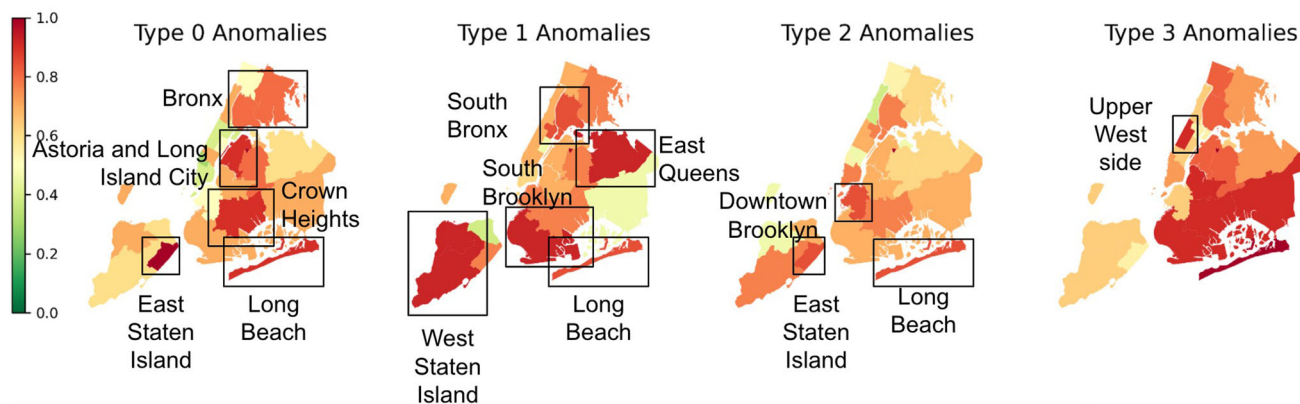 Type 0 Anomalies
Type 1 Anomalies
Type 2 Anomalies
Type 3 Anomalies
1.0
0.8
0.6
0.4
0.2
0.0
Bronx
Astoria and Long
Island City
Crown
Heights
East
Staten
Island
Long
Beach
South
Bronx
East
Queens
South
Brooklyn
West
Staten
Island
Long
Beach
Downtown
Brooklyn
East
Staten
Island
Long
Beach
Upper
West
side